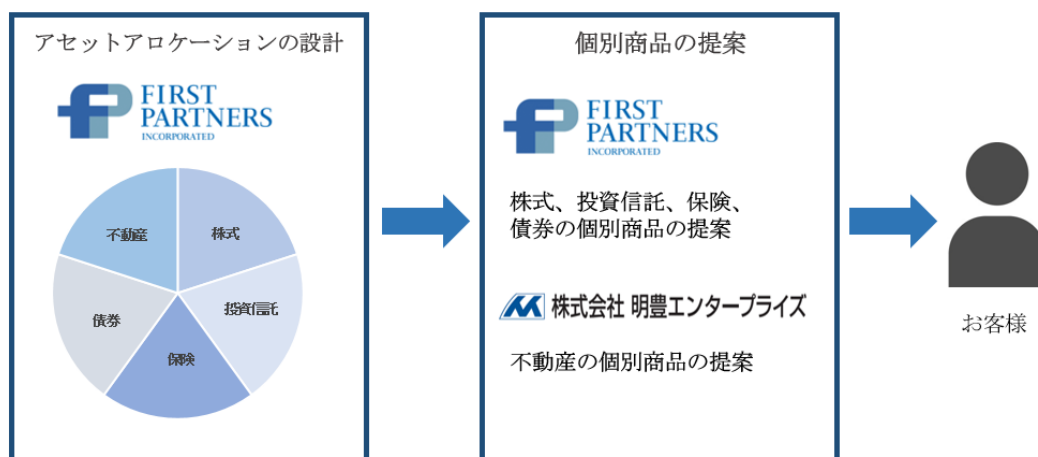 アセットアロケーションの設計
FIRST
PARTNERS
INCORPORATED
不動産
株式
債券
投資信託
保険
個別商品の提案
FIRST
PARTNERS
INCORPORATED
株式、投資信託、保険、
債券の個別商品の提案
株式会社 明豊エンタープライズ
不動産の個別商品の提案
お客様